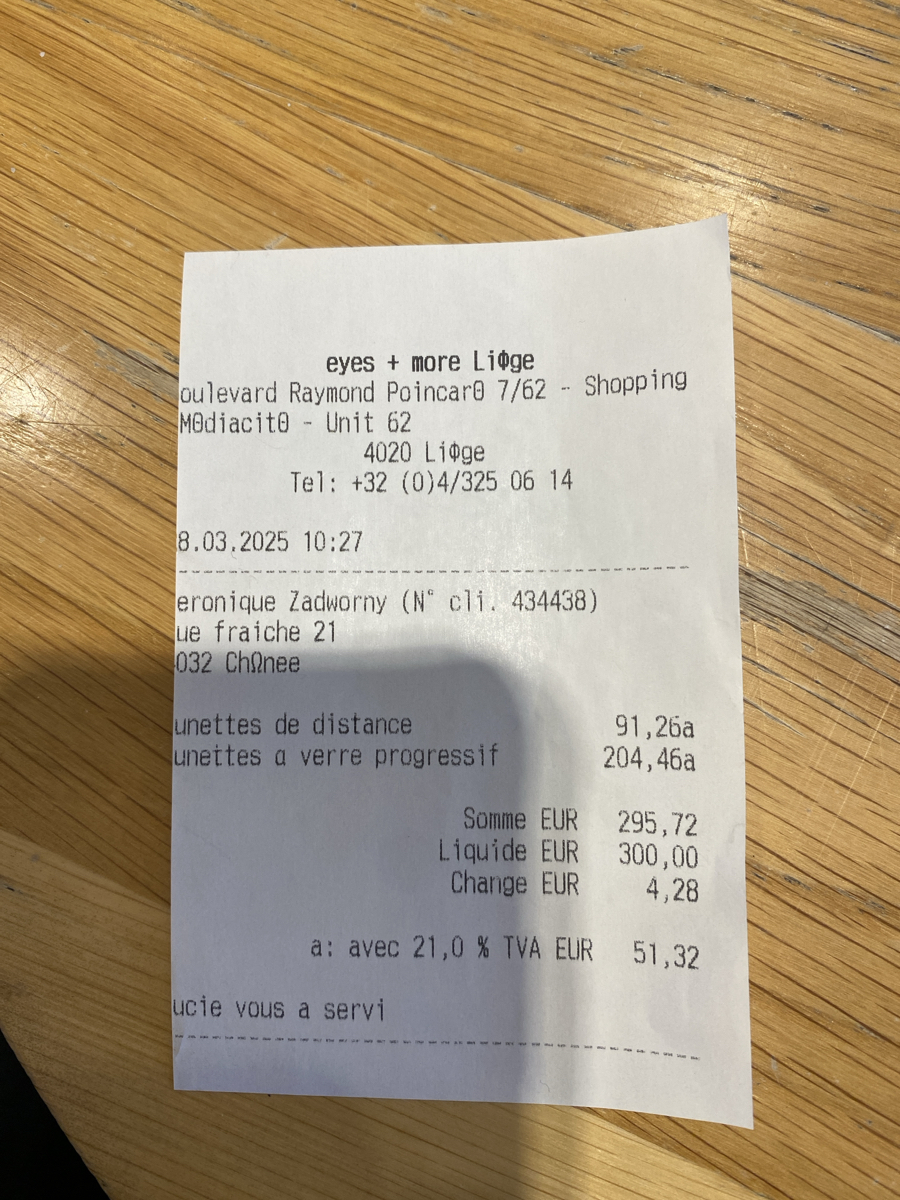 eyes + more LiΦge
oulevard Raymond PoincarΘ 7/62 - Shopping
MΘdiacitΘ - Unit 62
4020 LiΦge
Tel: +32 (0)4/325 06 14
8.03.2025 10:27
eronique Zadworny (N° cli. 434438)
ue fraiche 21
032 ChΩnee
unettes de distance 91,26a
unettes α verre progressif 204,46a
Somme EUR 295,72
Liquide EUR 300,00
Change EUR 4,28
a: avec 21,0 % TVA EUR 51,32
ucie vous a servi